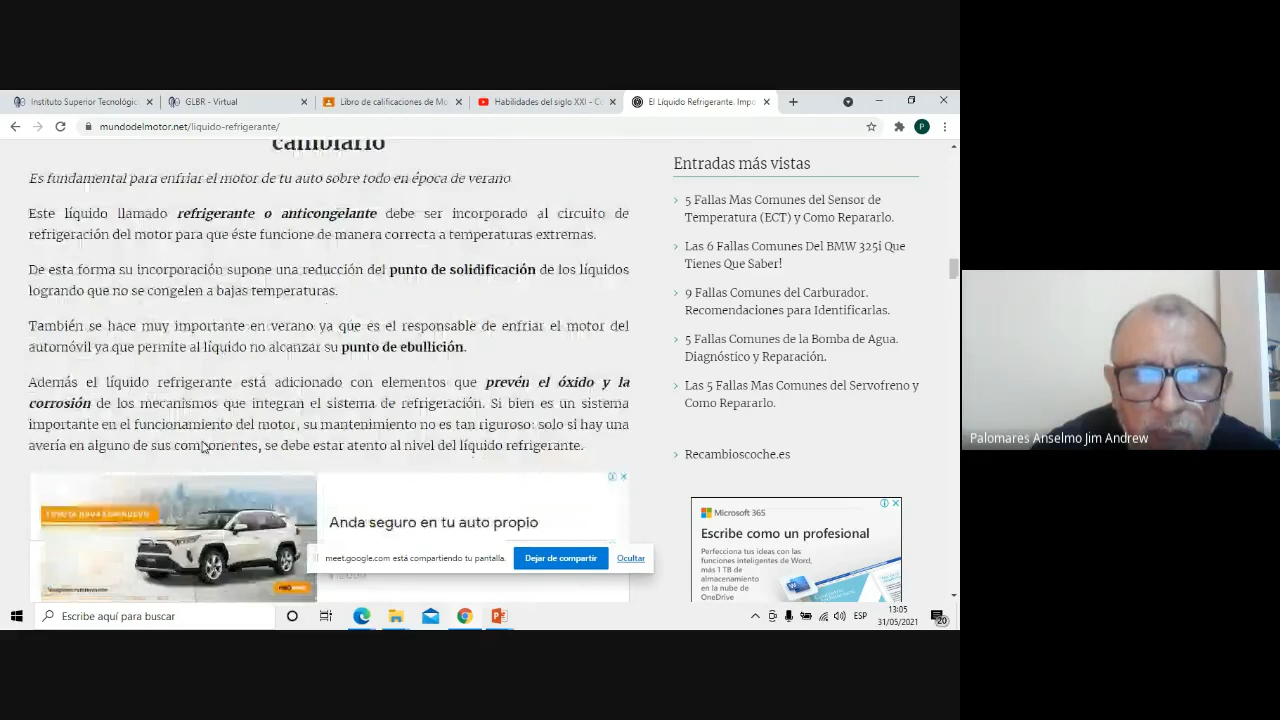 Instituto Superior Tecnológic
GLBR - Virtual
Libro de calificaciones de Mo
Habilidades del siglo XXI - C
El Líquido Refrigerante. Impo
mundodelmotor.net/liquido-refrigerante/
P
cambiarlo
Es fundamental para enfriar el motor de tu auto sobre todo en época de verano
Este líquido llamado refrigerante o anticongelante debe ser incorporado al circuito de
refrigeración del motor para que éste funcione de manera correcta a temperaturas extremas.
De esta forma su incorporación supone una reducción del punto de solidificación de los líquidos
logrando que no se congelen a bajas temperaturas.
También se hace muy importante en verano ya que es el responsable de enfriar el motor del
automóvil ya que permite al líquido no alcanzar su punto de ebullición.
Además el líquido refrigerante está adicionado con elementos que prevén el óxido y la
corrosión de los mecanismos que integran el sistema de refrigeración. Si bien es un sistema
importante en el funcionamiento del motor, su mantenimiento no es tan riguroso: solo si hay una
avería en alguno de sus componentes, se debe estar atento al nivel del líquido refrigerante.
Anda seguro en tu auto propio
meet.google.com está compartiendo tu pantalla.
Dejar de compartir
Ocultar
Entradas más vistas
5 Fallas Mas Comunes del Sensor de
Temperatura (ECT) y Como Repararlo.
Las 6 Fallas Comunes Del BMW 325i Que
Tienes Que Saber!
9 Fallas Comunes del Carburador.
Recomendaciones para Identificarlas.
5 Fallas Comunes de la Bomba de Agua.
Diagnóstico y Reparación.
Las 5 Fallas Mas Comunes del Servofreno y
Como Repararlo.
Recambioscoche.es
Microsoft 365
Escribe como un profesional
Perfecciona tus ideas con las
funciones inteligentes de Word,
más 1 TB de
almacenamiento
en la nube de
OneDrive
Palomares Anselmo Jim Andrew
Escribe aquí para buscar
ESP
13:05
31/05/2021
20